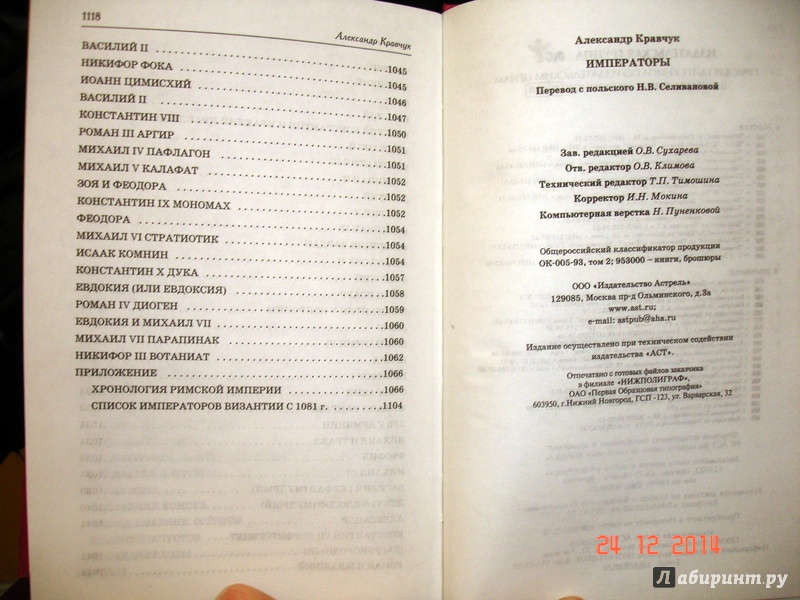 1118
Александр Кравчук
ВАСИЛИЙ II ....................1045
НИКИФОР ФОКА ....................1045
ИОАНН ЦИМИСХИЙ ....................1046
ВАСИЛИЙ II ....................1047
КОНСТАНТИН VIII ....................1050
РОМАН III АРГИР ....................1051
МИХАИЛ IV ПАФЛАГОН ....................1051
МИХАИЛ V КАЛАФАТ ....................1052
ЗОЯ И ФЕОДОРА ....................1052
КОНСТАНТИН IX МОНОМАХ ....................1052
ФЕОДОРА ....................1054
МИХАИЛ VI СТРАТИОТИК ....................1054
ИСААК КОМНИН ....................1054
КОНСТАНТИН X ДУКА ....................1057
ЕВДОКИЯ (ИЛИ ЕВДОКСИЯ) ....................1058
РОМАН IV ДИОГЕН ....................1059
ЕВДОКИЯ И МИХАИЛ VII ....................1060
МИХАИЛ VII ПАРАПИНАК ....................1060
НИКИФОР III ВОТАНИАТ ....................1062
ПРИЛОЖЕНИЕ ....................1066
ХРОНОЛОГИЯ РИМСКОЙ ИМПЕРИИ ....................1066
СПИСОК ИМПЕРАТОРОВ ВИЗАНТИИ С 1081 г. ..........1104
Александр Кравчук
ИМПЕРАТОРЫ
Перевод с польского Н.В. Селивановой
Зав. редакцией О.В. Сухарева
Отв. редактор О.В. Климова
Технический редактор Т.П. Тимошина
Корректор И.Н. Мокина
Компьютерная верстка Н. Пуненковой
Общероссийский классификатор продукции
ОК-005-93, том 2; 953000 – книги, брошюры
ООО «Издательство Астрель»
129085, Москва пр-д Ольминского, д.3а
www.ast.ru;
e-mail: astpub@aha.ru
Издание осуществлено при техническом содействии
издательства «АСТ».
Отпечатано с готовых файлов заказчика
в филиале «НИЖПОЛИГРАФ»,
ОАО «Первая Образцовая типография»
603950, г.Нижний Новгород, ГСП -123, ул. Варварская, 32
24 12 2014
Лабиринт.ру